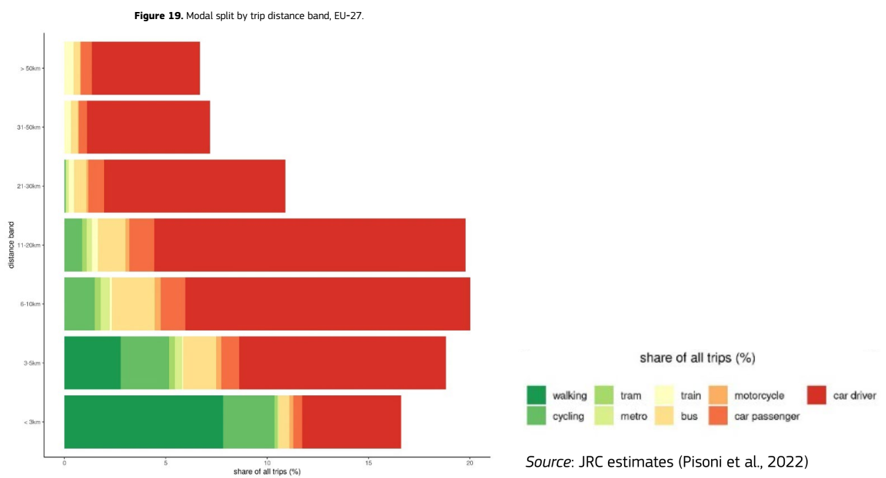 Figure 19. Modal split by trip distance band, EU-27.
> 50km
31-50km
21-30km
11-20km
6-10km
3-5km
< 3km
distance band
0 5 10 15 20
share of all trips (%)
share of all trips (%)
walking tram train motorcycle car driver
cycling metro bus car passenger
Source: JRC estimates (Pisoni et al., 2022)